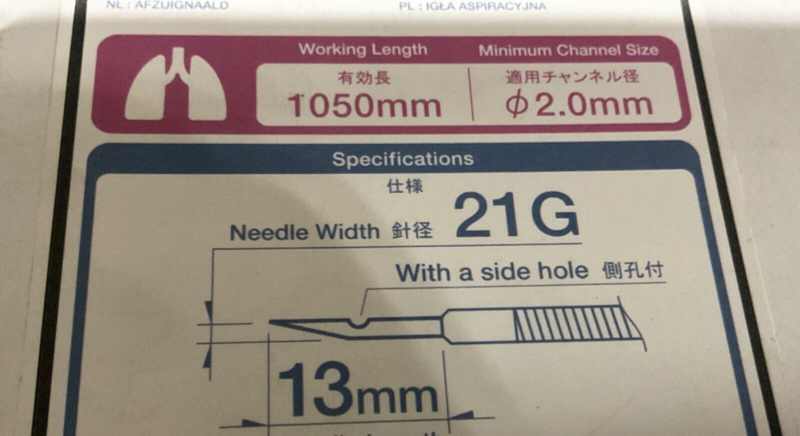 NL : AFZUIGNAALD PL : IGŁA ASPIRACYJNA
Working Length Minimum Channel Size
有効長 適用チャンネル径
1050mm φ2.0mm
Specifications
仕様
Needle Width 針径 21G
With a side hole 側孔付
13mm